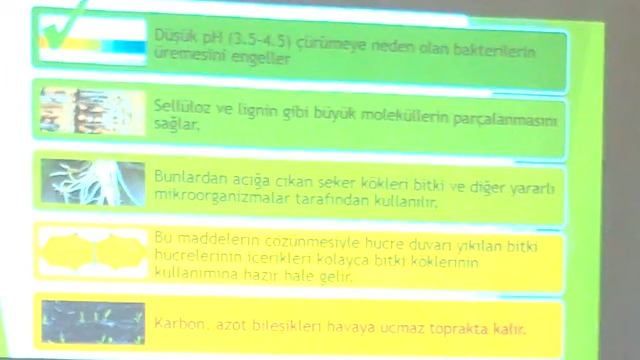 Düşük pH (3.5-4.5) çürümeye neden olan bakterilerin
üremesini engeller
Sellüloz ve lignin gibi büyük moleküllerin parçalanmasını
sağlar,
Bunlardan açığa çıkan şeker kökleri bitki ve diğer yararlı
mikroorganizmalar tarafından kullanılır.
Bu maddelerin çözünmesiyle hücre duvarı yıkılan bitki
hücrelerinin içerikleri kolayca bitki köklerinin
kullanımına hazır hale gelir.
Karbon, azot bileşikleri havaya uçmaz toprakta kalır.